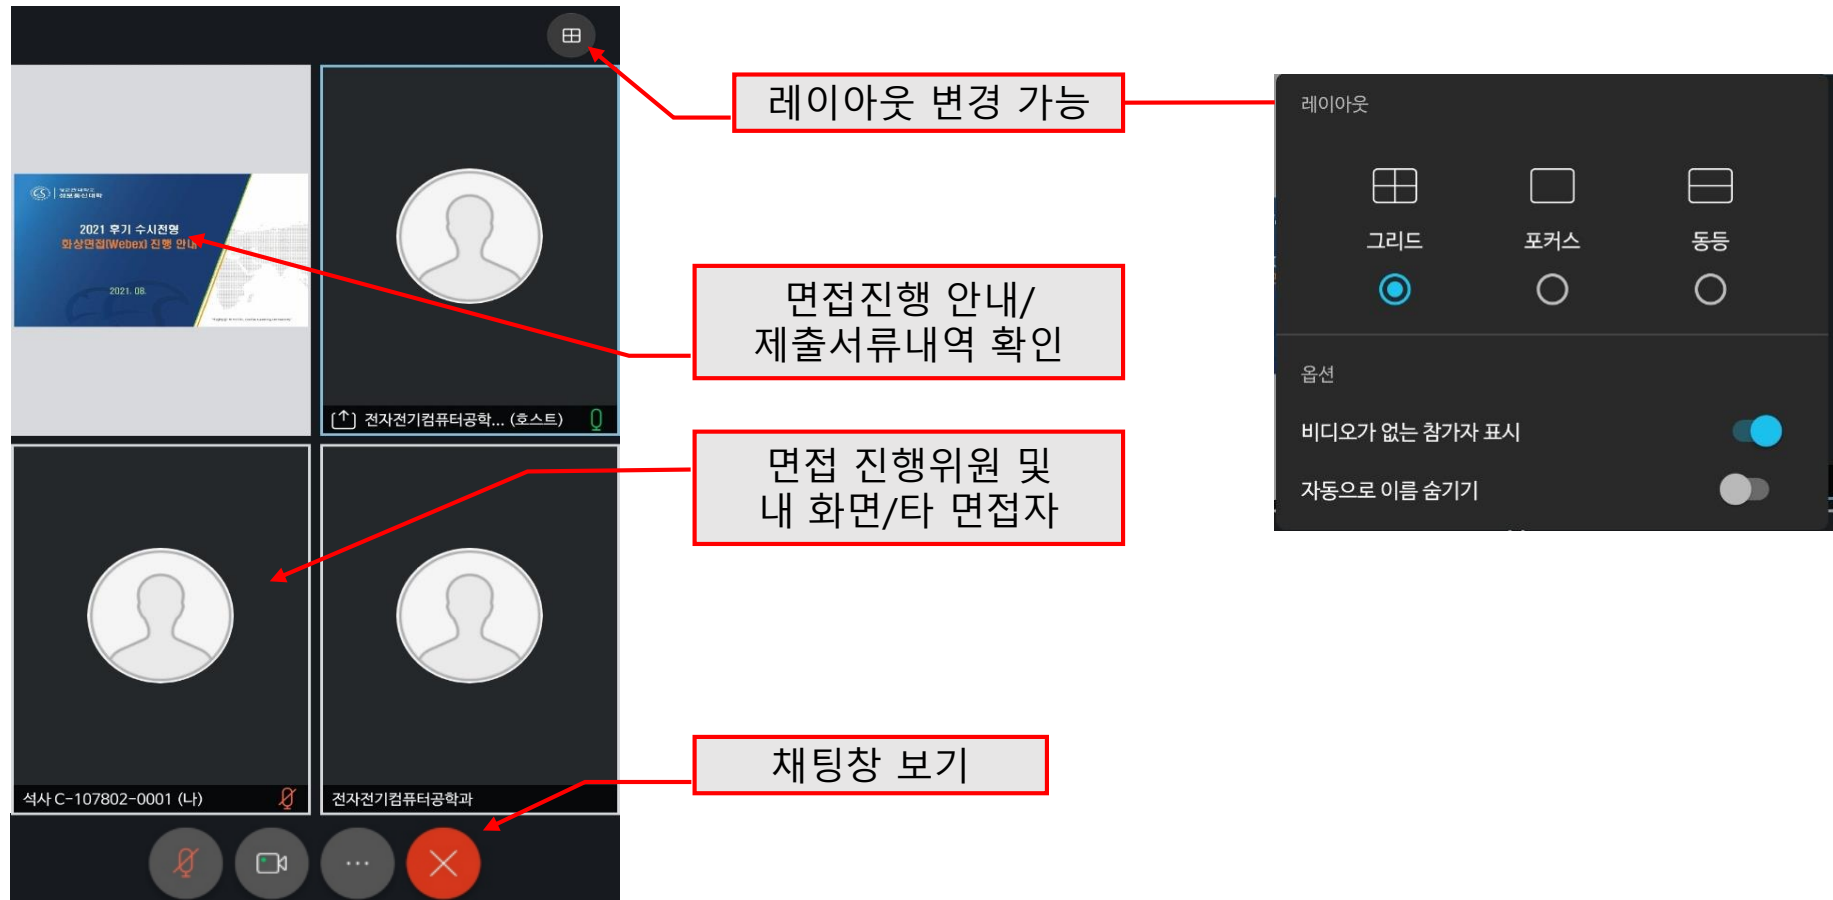 레이아웃 변경 가능
정보통신대학
2021 후기 수시전형
화상면접(Webex) 진행 안내
2021. 08.
면접진행 안내/
제출서류내역 확인
전자전기컴퓨터공학... (호스트)
면접 진행위원 및
내 화면/타 면접자
석사 C-107802-0001 (나)
전자전기컴퓨터공학과
채팅창 보기
레이아웃
그리드
포커스
동등
옵션
비디오가 없는 참가자 표시
자동으로 이름 숨기기